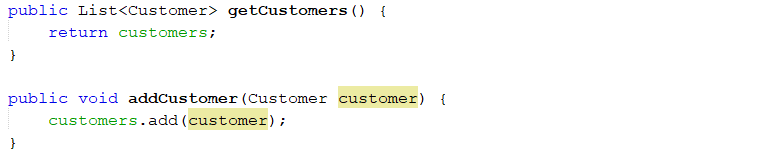 public List<Customer> getCustomers() {
    return customers;
}

public void addCustomer(Customer customer) {
    customers.add(customer);
}